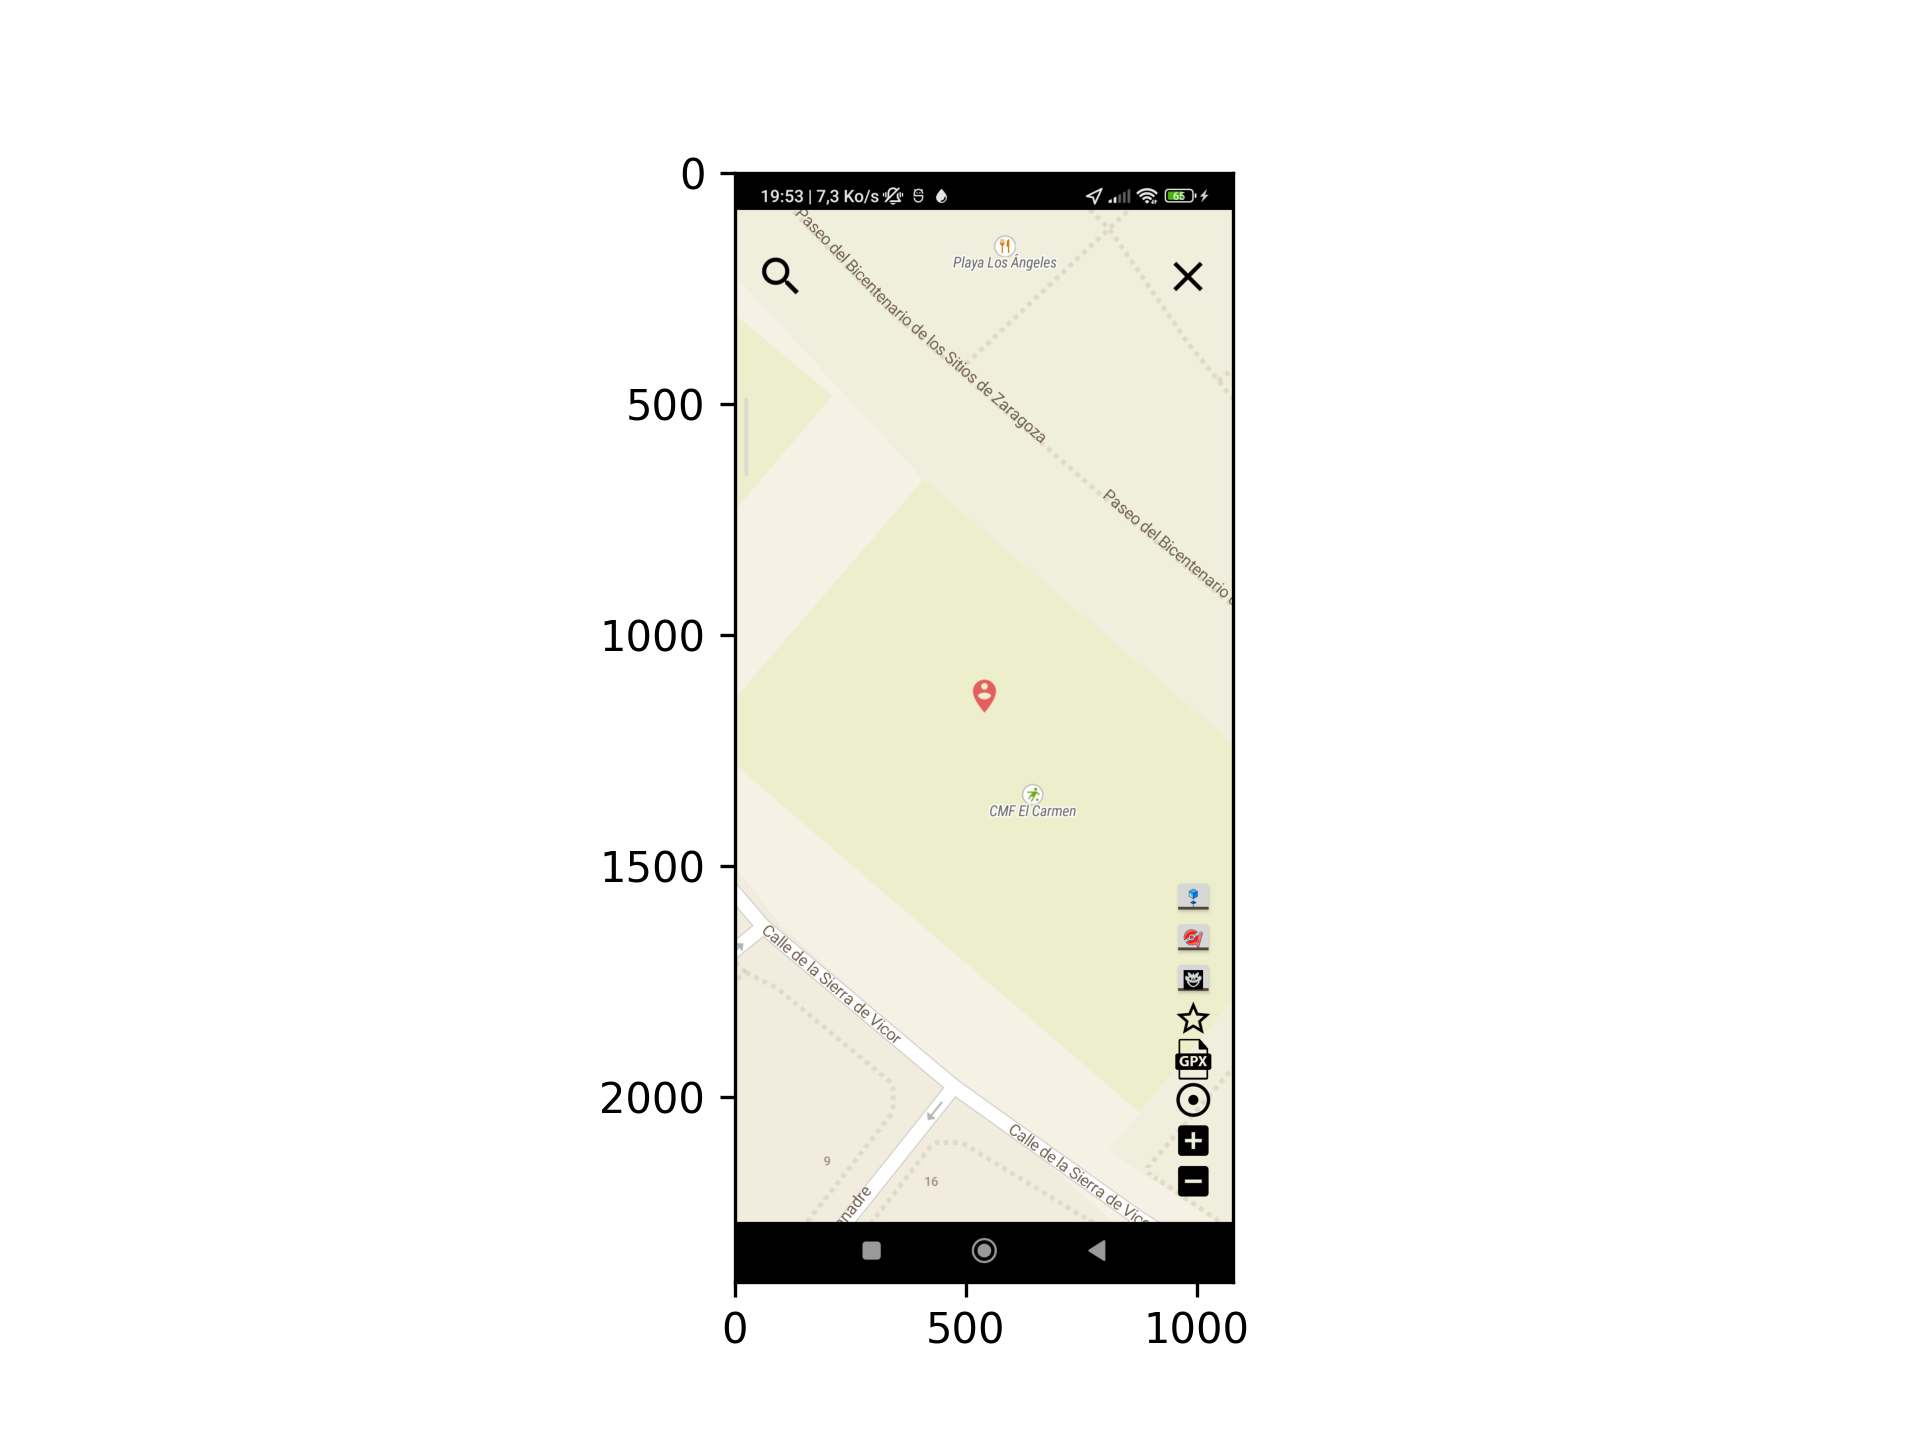 0
500
1000
1500
2000
0
500
1000
19:53 | 7,3 Ko/s
65
Paseo del Bicentenario de los Sitios de Zaragoza
Playa Los Ángeles
Paseo del Bicentenario
CMF El Carmen
Calle de la Sierra de Vicor
GPX
Calle de la Sierra de Vico
9
16
nadre